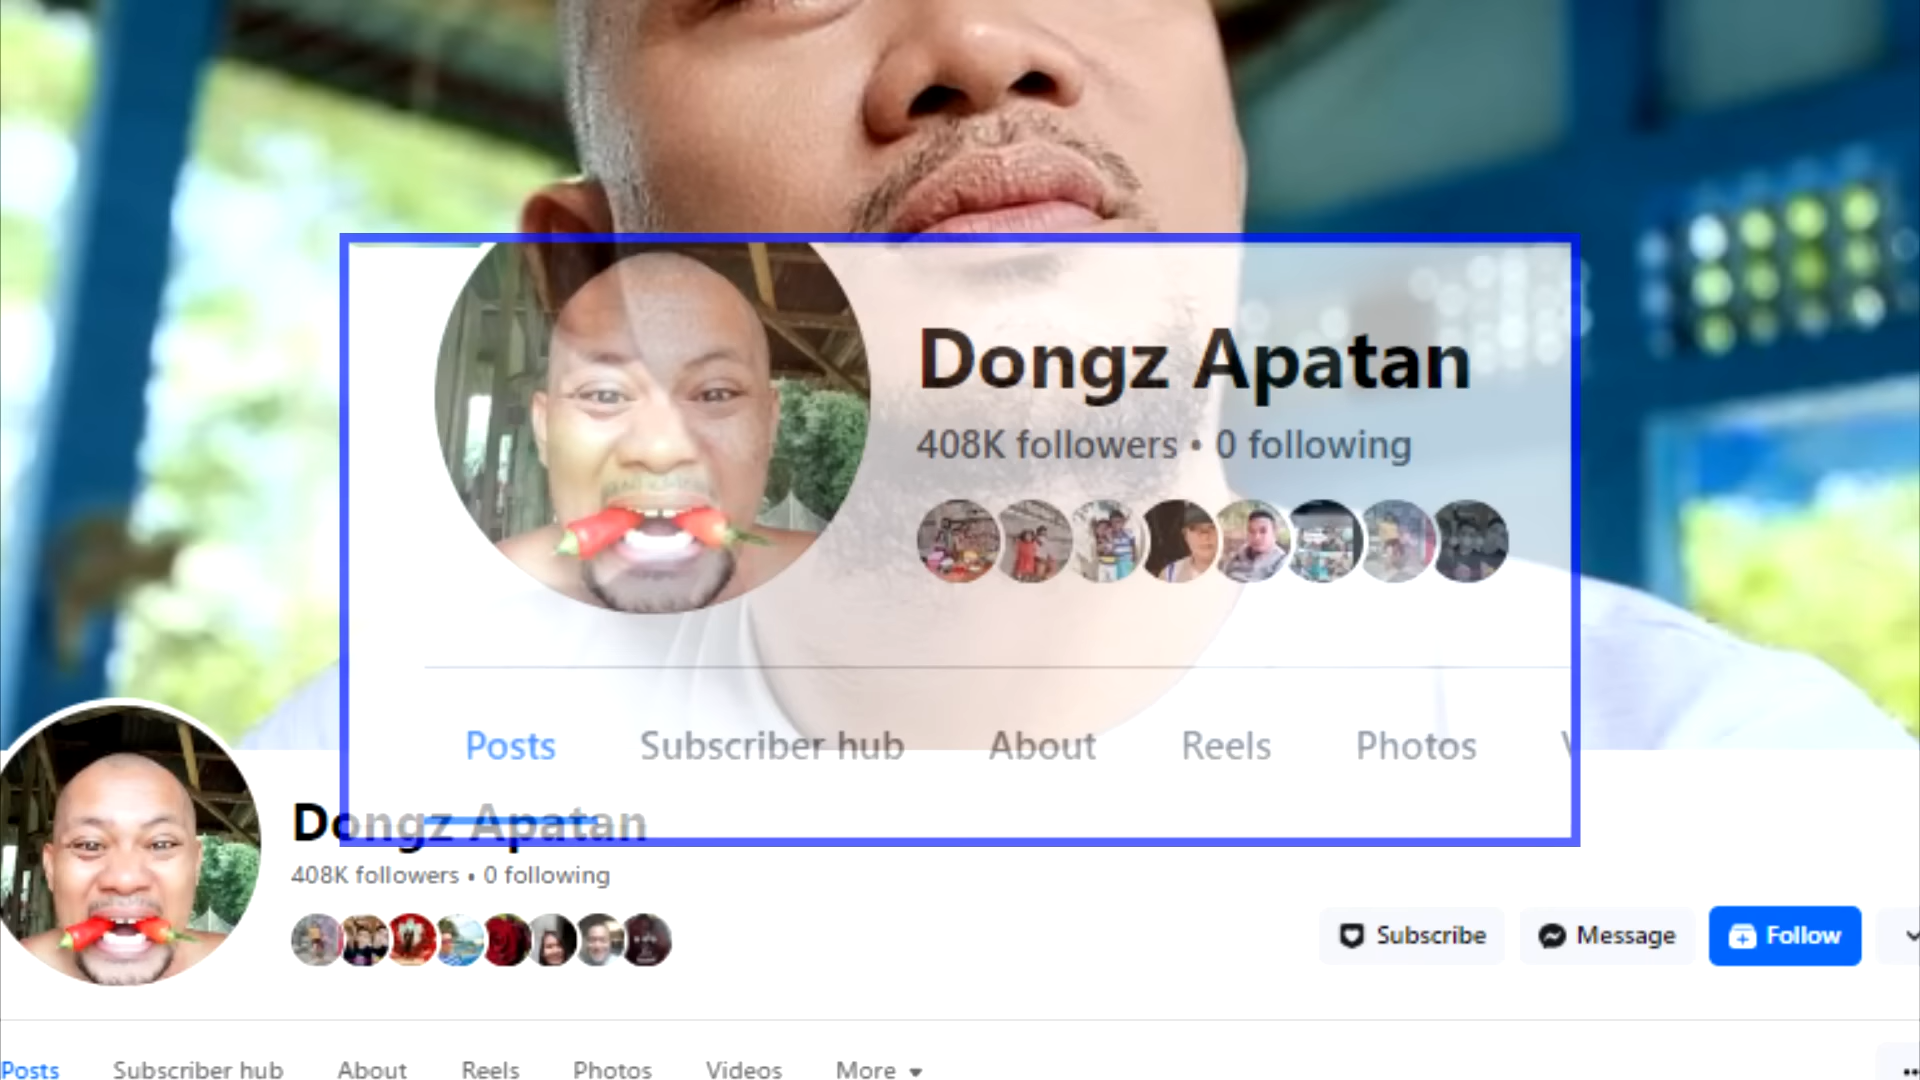 Dongz Apatan
408K followers • 0 following
Posts Subscriber hub About Reels Photos
Dongz Apatan
408K followers • 0 following
Subscribe Message Follow
Posts Subscriber hub About Reels Photos Videos More